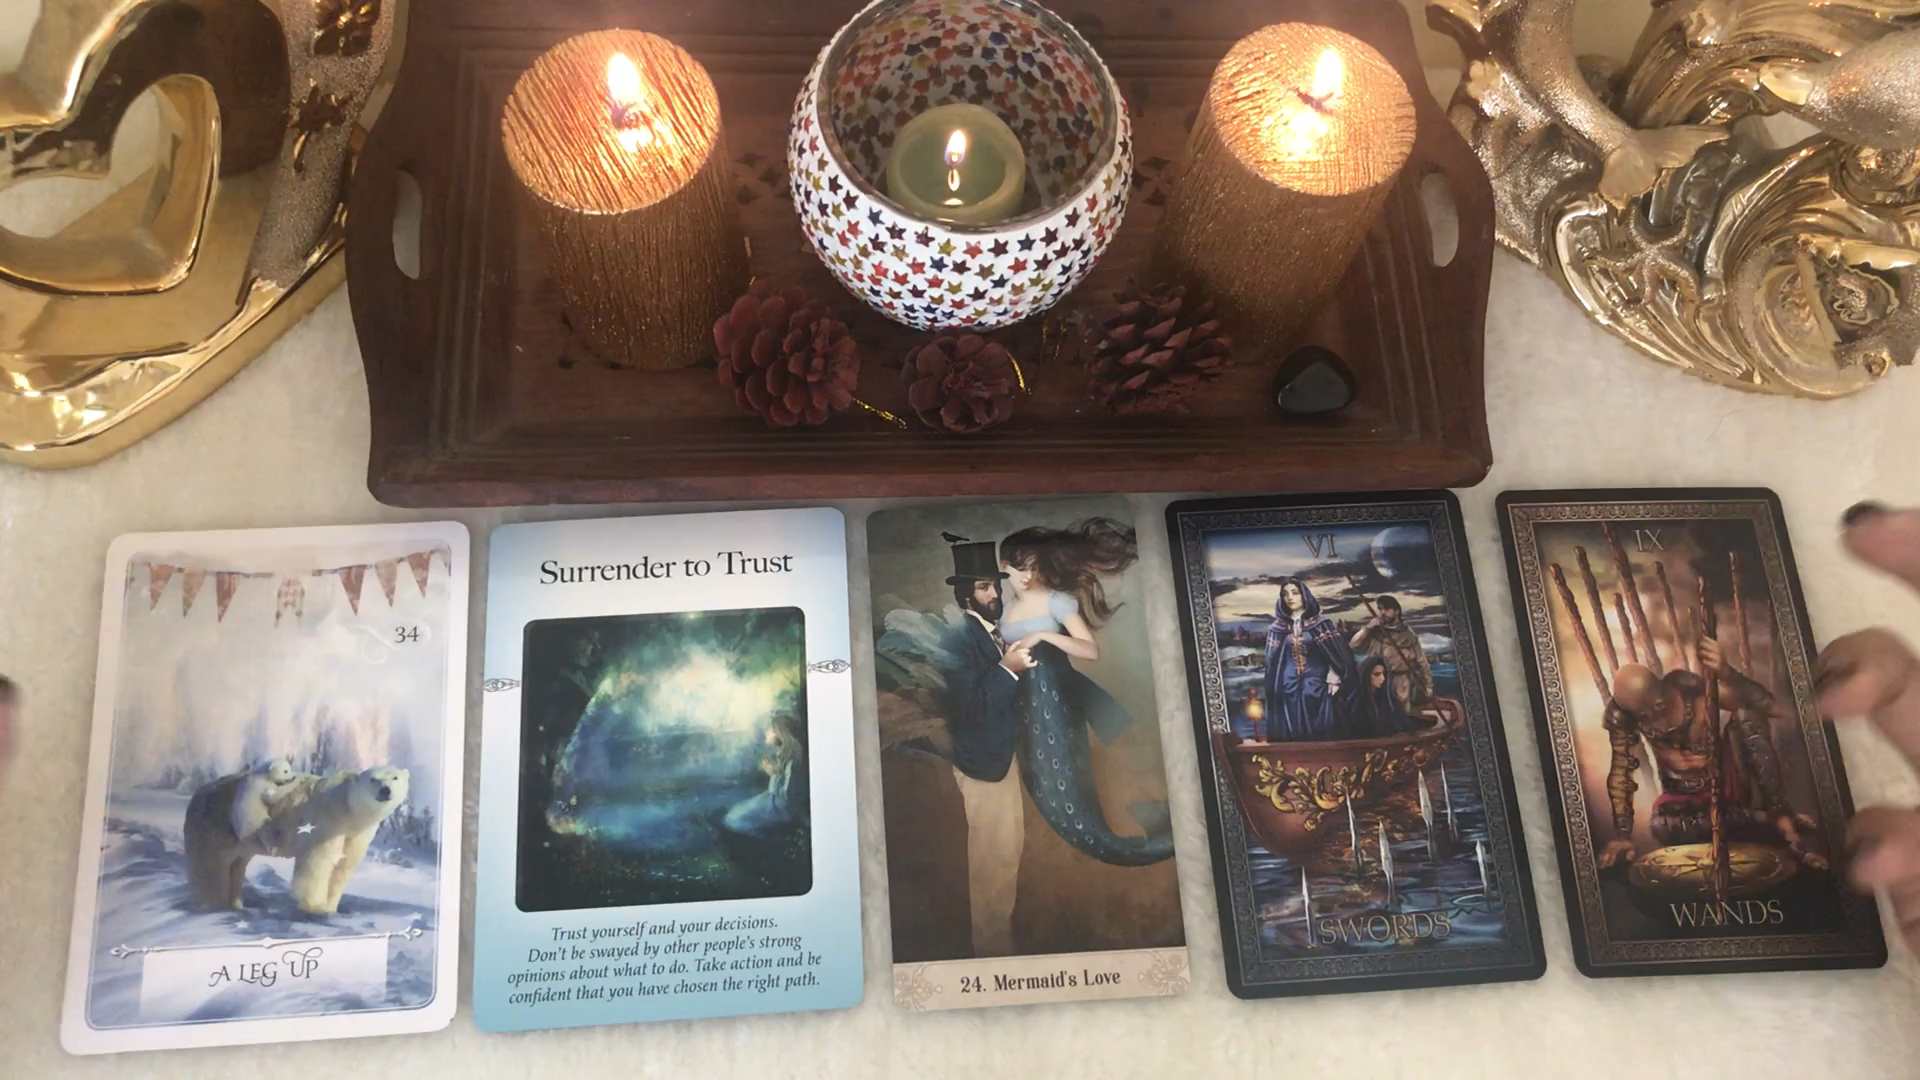 34
A LEG UP
Surrender to Trust
Trust yourself and your decisions.
Don't be swayed by other people's strong
opinions about what to do. Take action and be
confident that you have chosen the right path.
24. Mermaid's Love
VI
SWORDS
IX
WANDS